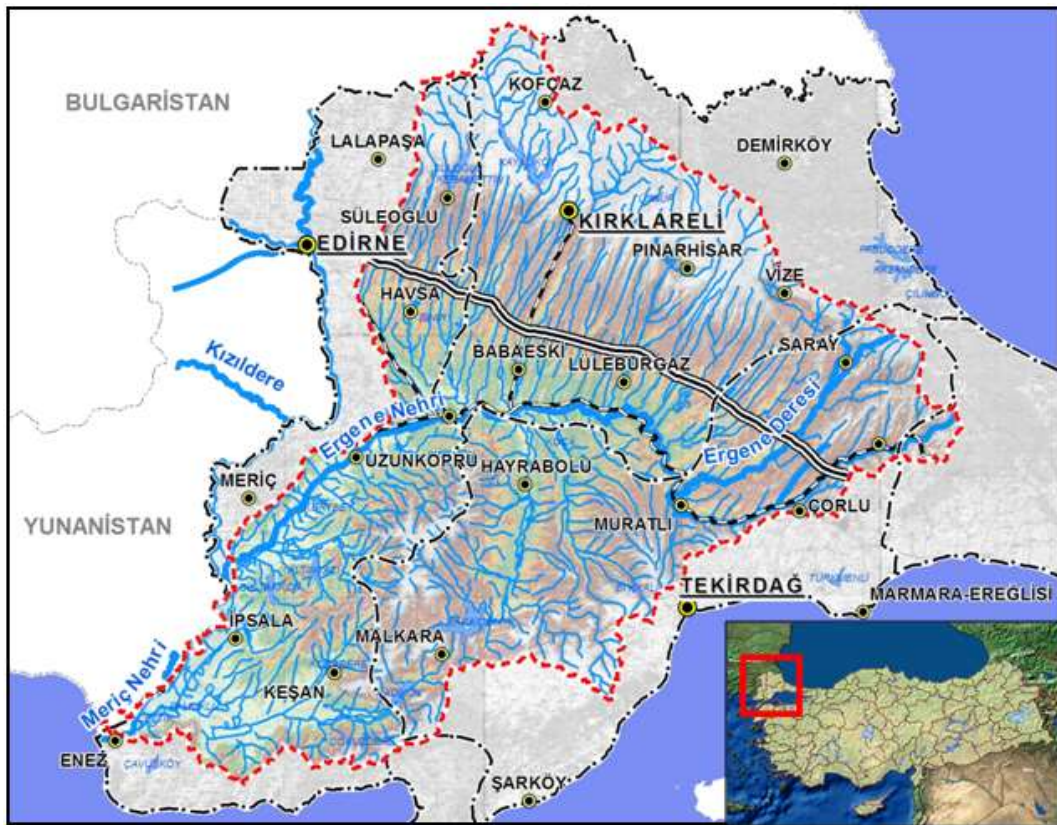 BULGARİSTAN
KOFÇAZ
LALAPAŞA
DEMİRKÖY
SÜLEOGLU
KIRKLARELİ
EDİRNE
PINARHİSAR
VİZE
HAVSA
SARAY
BABAESKİ
LÜLEBURGAZ
Kızıldere
Ergene Nehri
Ergene Deresi
UZUNKÖPRÜ
HAYRABOLU
MERİÇ
MURATLI
ÇORLU
YUNANİSTAN
TEKİRDAĞ
MARMARA-EREĞLİSİ
İPSALA
MALKARA
KEŞAN
Meriç Nehri
ENEZ
ÇAVUŞKÖY
ŞARKÖY